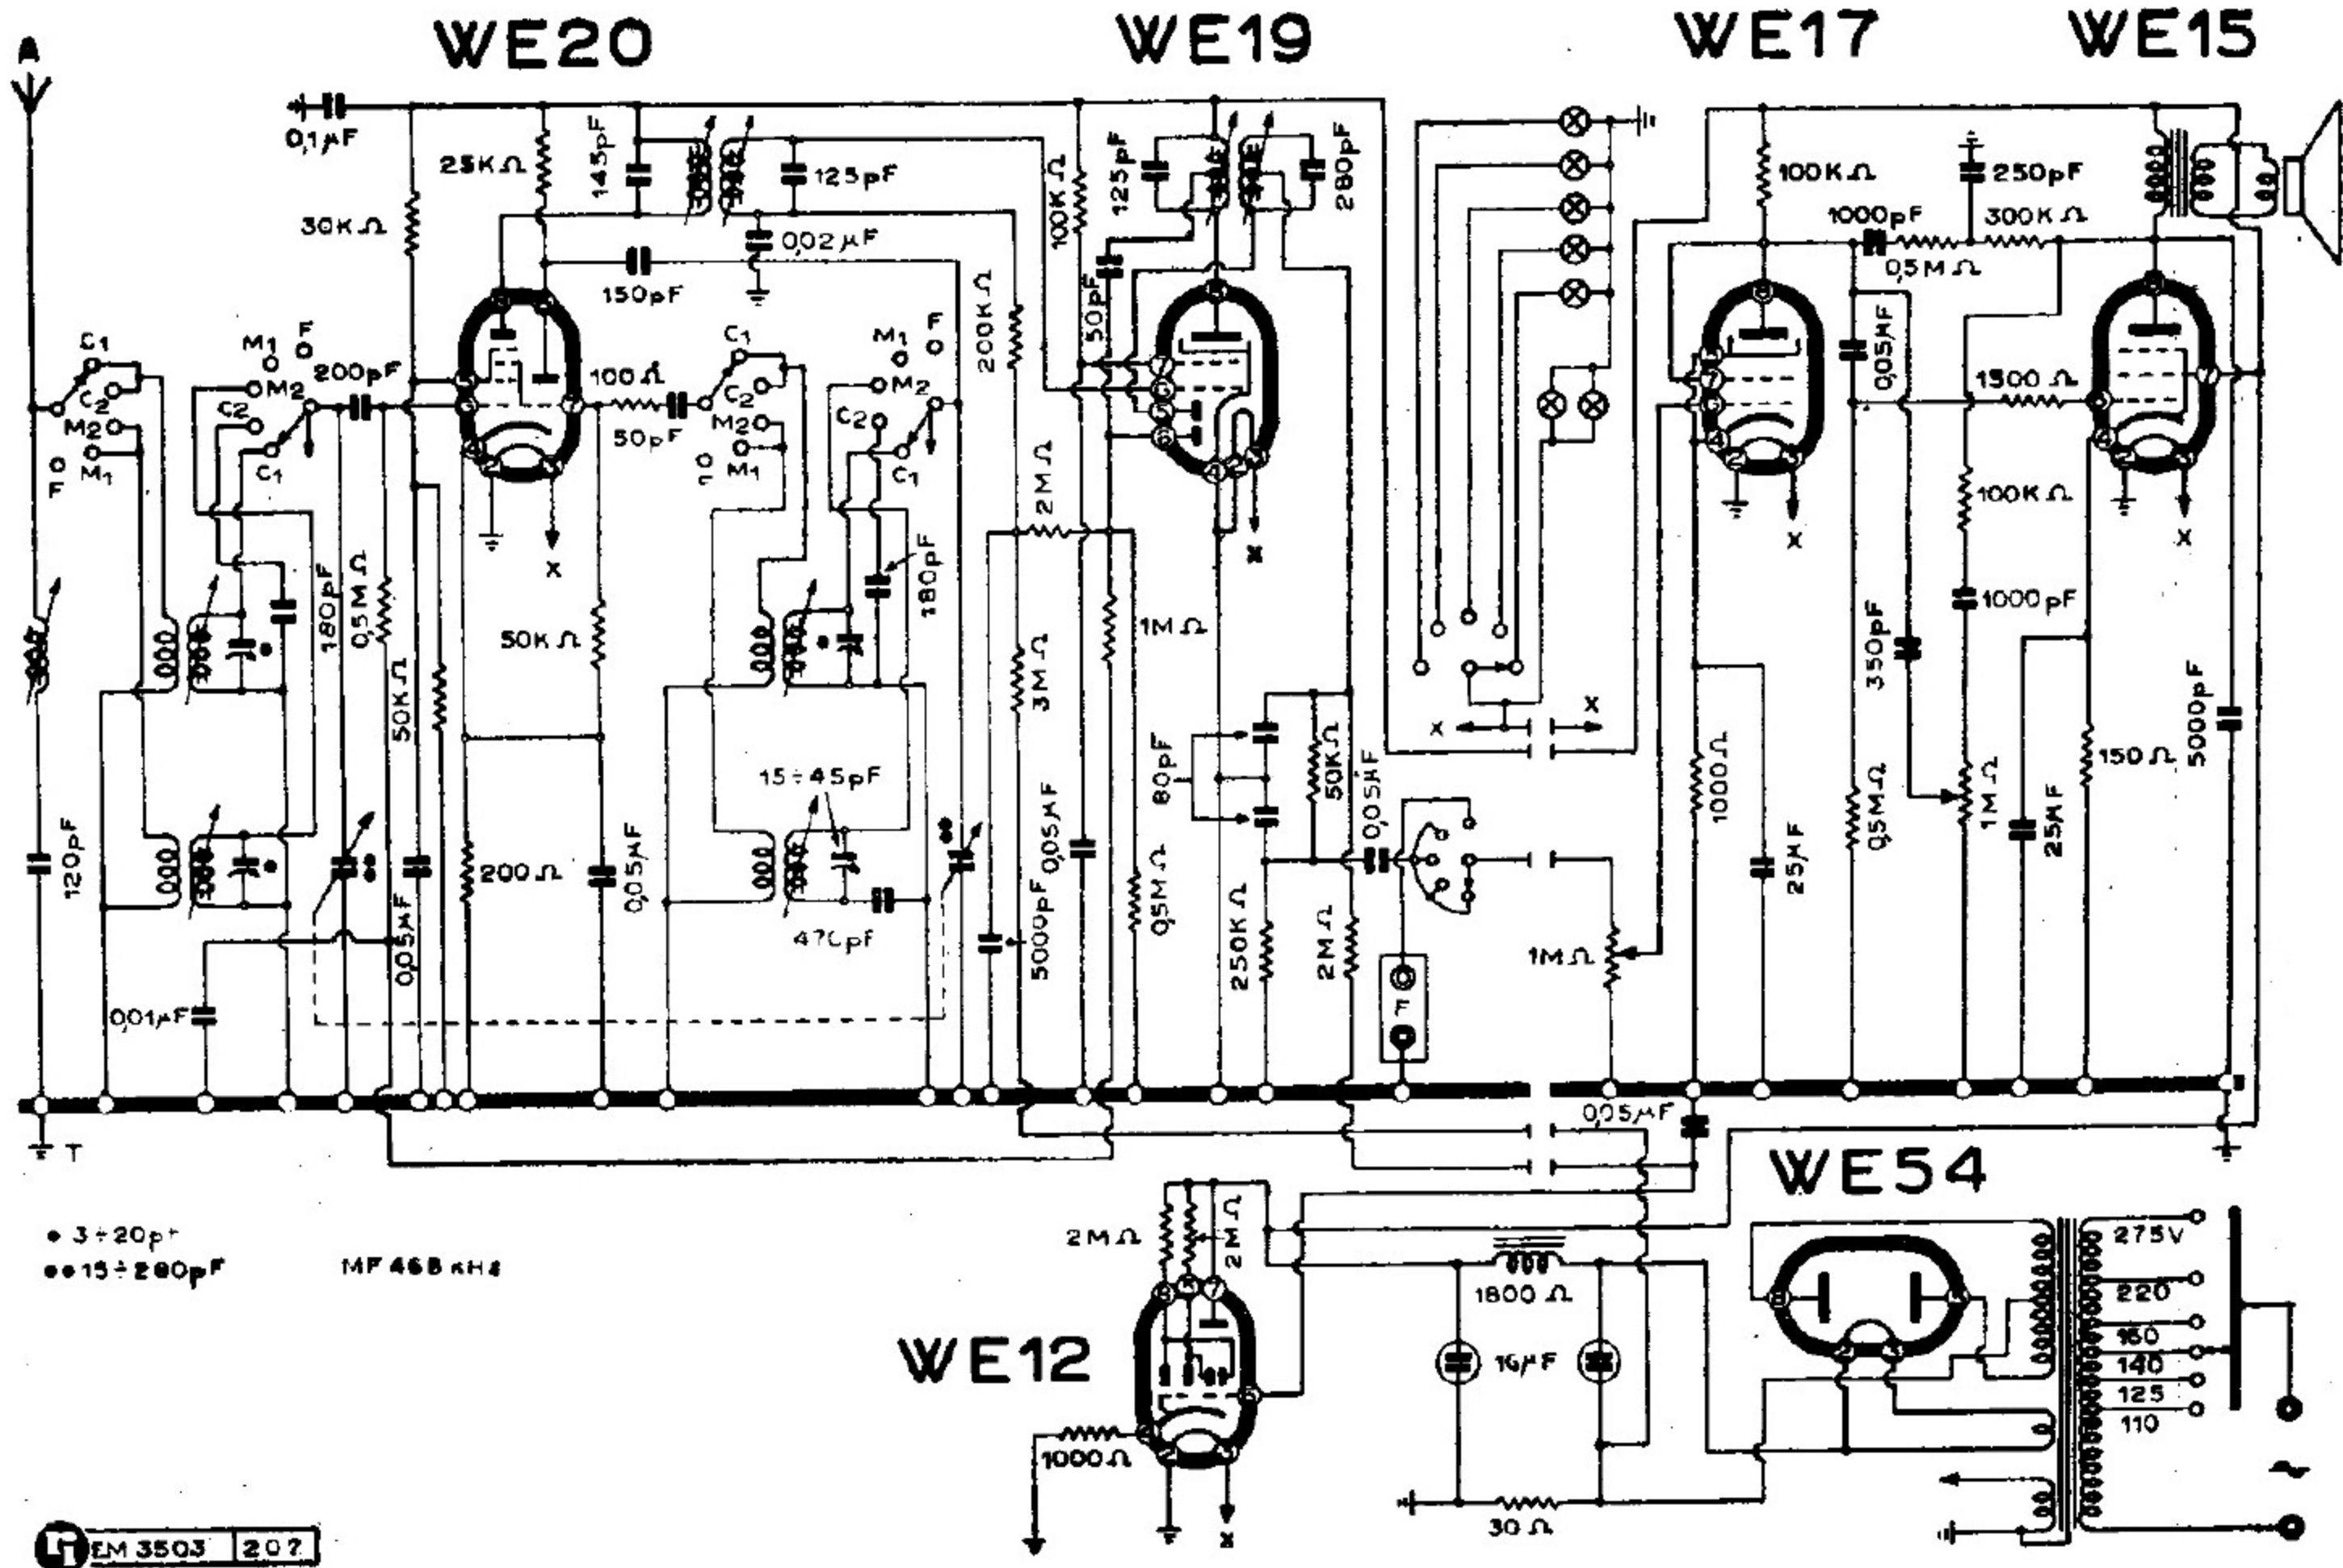 WE20 WE19 WE17 WE15
A
0,1µF
25KΩ
145pF
125pF
30KΩ
0,02µF
150pF
100KΩ
125pF
280pF
50pF
200KΩ
100KΩ
250pF
1000pF
300KΩ
0,5MΩ
C1
C2
M2
M1
F
M1
F
M2
C2
C1
200pF
100Ω
50pF
C1
C2
M2
M1
M1
F
M2
C2
C1
0,05µF
1500Ω
100KΩ
1000pF
350pF
2MΩ
180pF
0,5MΩ
50KΩ
50KΩ
180pF
1MΩ
3MΩ
X
X
X
X
X
X
120pF
0,05µF
200Ω
0,05µF
15÷45pF
470pF
5000pF
0,05µF
0,5MΩ
80pF
50KΩ
0,05µF
250KΩ
2MΩ
1MΩ
1000Ω
25µF
0,5MΩ
1MΩ
25µF
150Ω
5000pF
0,01µF
T
0,05µF
WE54
• 3÷20p
•• 15÷280pF
MF 468
2MΩ
2MΩ
WE12
1000Ω
X
1800Ω
16µF
30Ω
275V
220
160
140
125
110
EM 3503 207